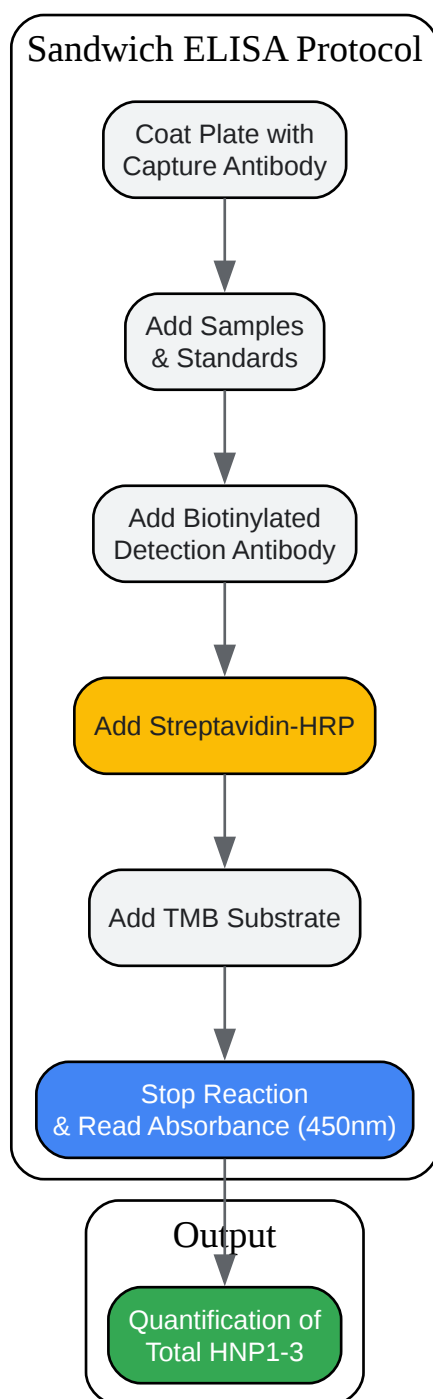 Sandwich ELISA Protocol
Coat Plate with
Capture Antibody
Add Samples
& Standards
Add Biotinylated
Detection Antibody
Add Streptavidin-HRP
Add TMB Substrate
Stop Reaction
& Read Absorbance (450nm)
Output
Quantification of
Total HNP1-3